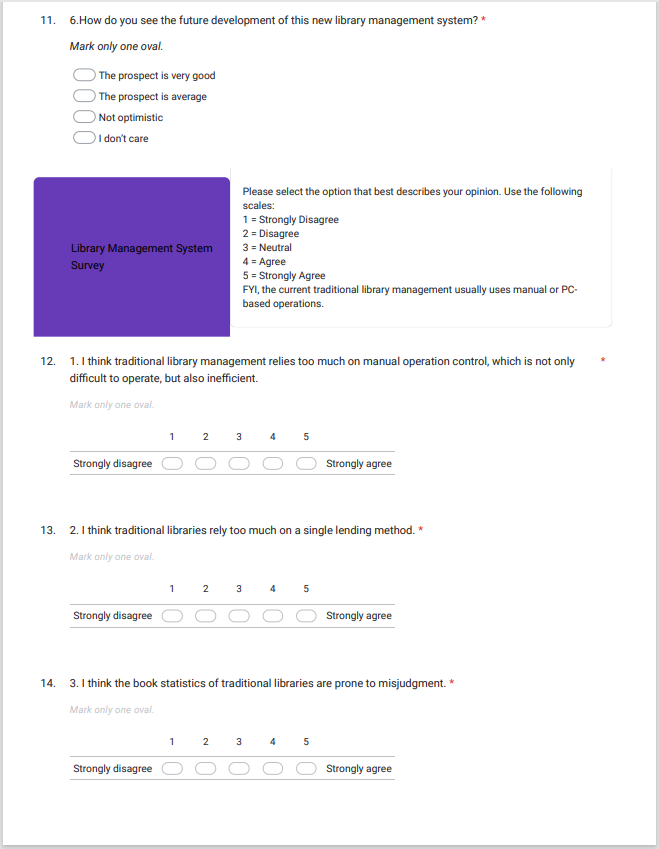 11. 6.How do you see the future development of this new library management system? *
Mark only one oval.
The prospect is very good
The prospect is average
Not optimistic
I don't care
Library Management System
Survey
Please select the option that best describes your opinion. Use the following
scales:
1 = Strongly Disagree
2 = Disagree
3 = Neutral
4 = Agree
5 = Strongly Agree
FYI, the current traditional library management usually uses manual or PC-
based operations.
12. 1. I think traditional library management relies too much on manual operation control, which is not only *
difficult to operate, but also inefficient.
Mark only one oval.
1 2 3 4 5
Strongly disagree Strongly agree
13. 2. I think traditional libraries rely too much on a single lending method. *
Mark only one oval.
1 2 3 4 5
Strongly disagree Strongly agree
14. 3. I think the book statistics of traditional libraries are prone to misjudgment. *
Mark only one oval.
1 2 3 4 5
Strongly disagree Strongly agree